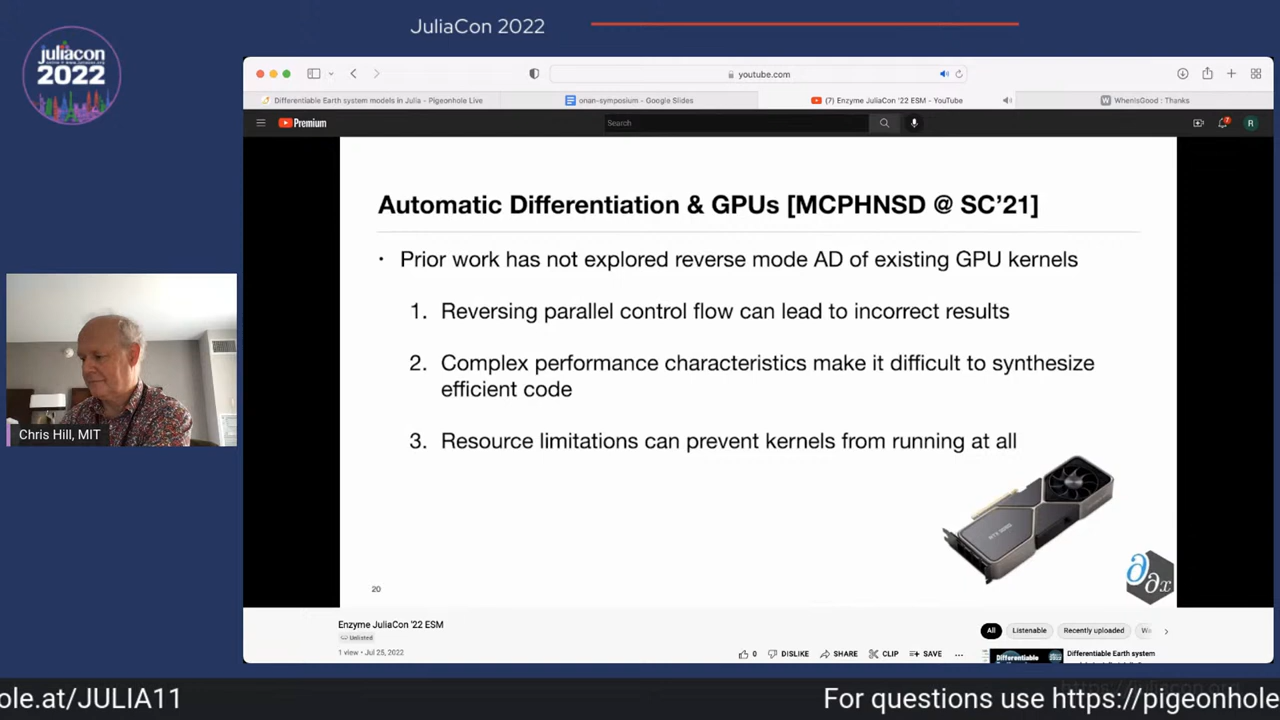 JuliaCon 2022
juliacon
2022
youtube.com
Differentiable Earth system models in Julia - Pigeonhole Live
onan-symposium - Google Slides
(7) Enzyme JuliaCon '22 ESM - YouTube
WhenIsGood : Thanks
Premium
Search
R
Automatic Differentiation & GPUs [MCPHNSD @ SC'21]
• Prior work has not explored reverse mode AD of existing GPU kernels
1. Reversing parallel control flow can lead to incorrect results
2. Complex performance characteristics make it difficult to synthesize
efficient code
3. Resource limitations can prevent kernels from running at all
20
Chris Hill, MIT
Enzyme JuliaCon '22 ESM
Unlisted
1 view • Jul 25, 2022
0
DISLIKE
SHARE
CLIP
SAVE
All
Listenable
Recently uploaded
Differentiable Earth system
ole.at/JULIA11
For questions use https://pigeonhole